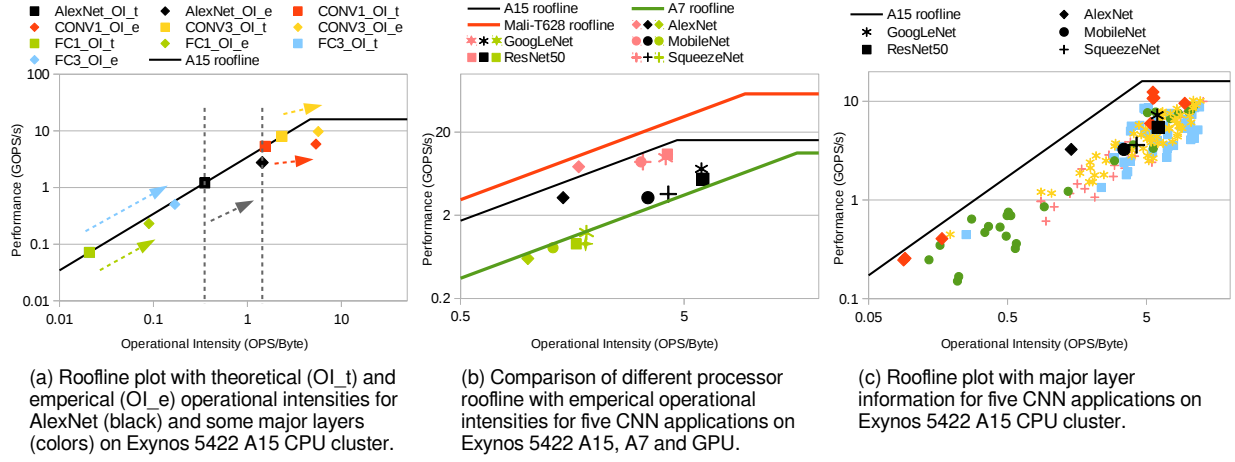 AlexNet_OI_t AlexNet_OI_e CONV1_OI_t
CONV1_OI_e CONV3_OI_t CONV3_OI_e
FC1_OI_t FC1_OI_e FC3_OI_t
FC3_OI_e A15 roofline
100
10
1
0.1
0.01
0.01 0.1 1 10
Performance (GOPS/s)
Operational Intensity (OPS/Byte)
(a) Roofline plot with theoretical (OI_t) and
emperical (OI_e) operational intensities for
AlexNet (black) and some major layers
(colors) on Exynos 5422 A15 CPU cluster.
A15 roofline A7 roofline
Mali-T628 roofline AlexNet
GoogLeNet MobileNet
ResNet50 SqueezeNet
20
2
0.2
0.5 5
Performance (GOPS/s)
Operational Intensity (OPS/Byte)
(b) Comparison of different processor
roofline with emperical operational
intensities for five CNN applications on
Exynos 5422 A15, A7 and GPU.
A15 roofline AlexNet
GoogLeNet MobileNet
ResNet50 SqueezeNet
10
1
0.1
0.05 0.5 5
Performance (GOPS/s)
Operational Intensity (OPS/Byte)
(c) Roofline plot with major layer
information for five CNN applications on
Exynos 5422 A15 CPU cluster.